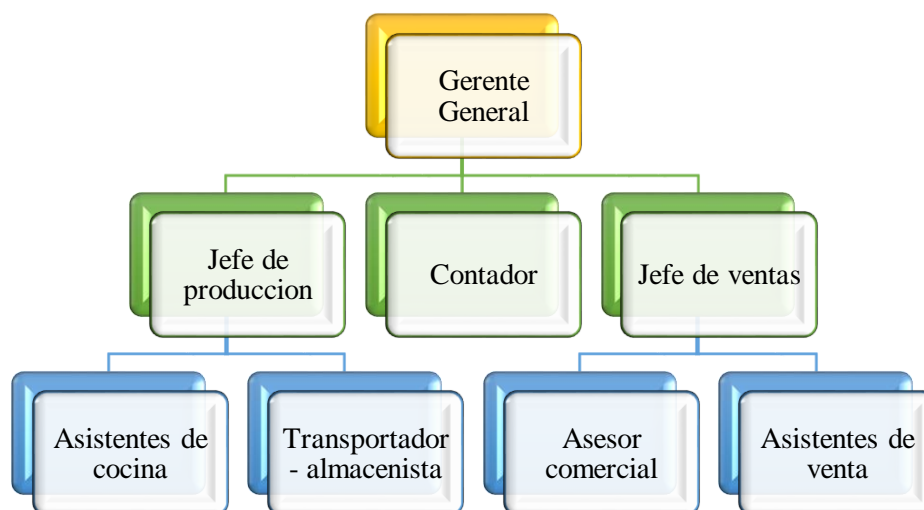 Gerente
General
Jefe de
produccion
Contador
Jefe de ventas
Asistentes de
cocina
Transportador
- almacenista
Asesor
comercial
Asistentes de
venta